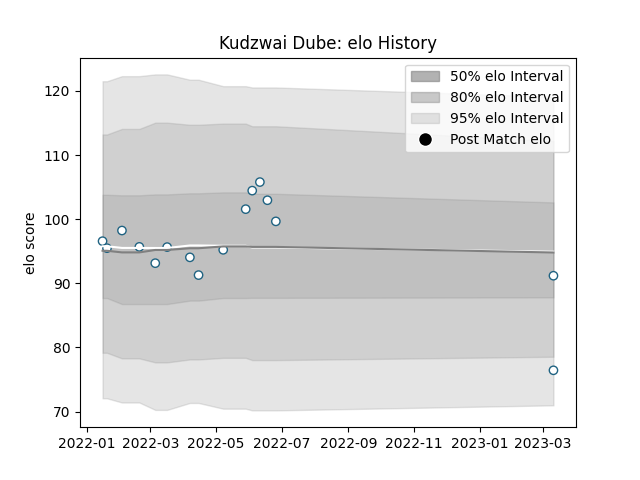 Kudzwai Dube: elo History
50% elo Interval
80% elo Interval
95% elo Interval
Post Match elo
elo score
120
110
100
90
80
70
2022-01 2022-03 2022-05 2022-07 2022-09 2022-11 2023-01 2023-03